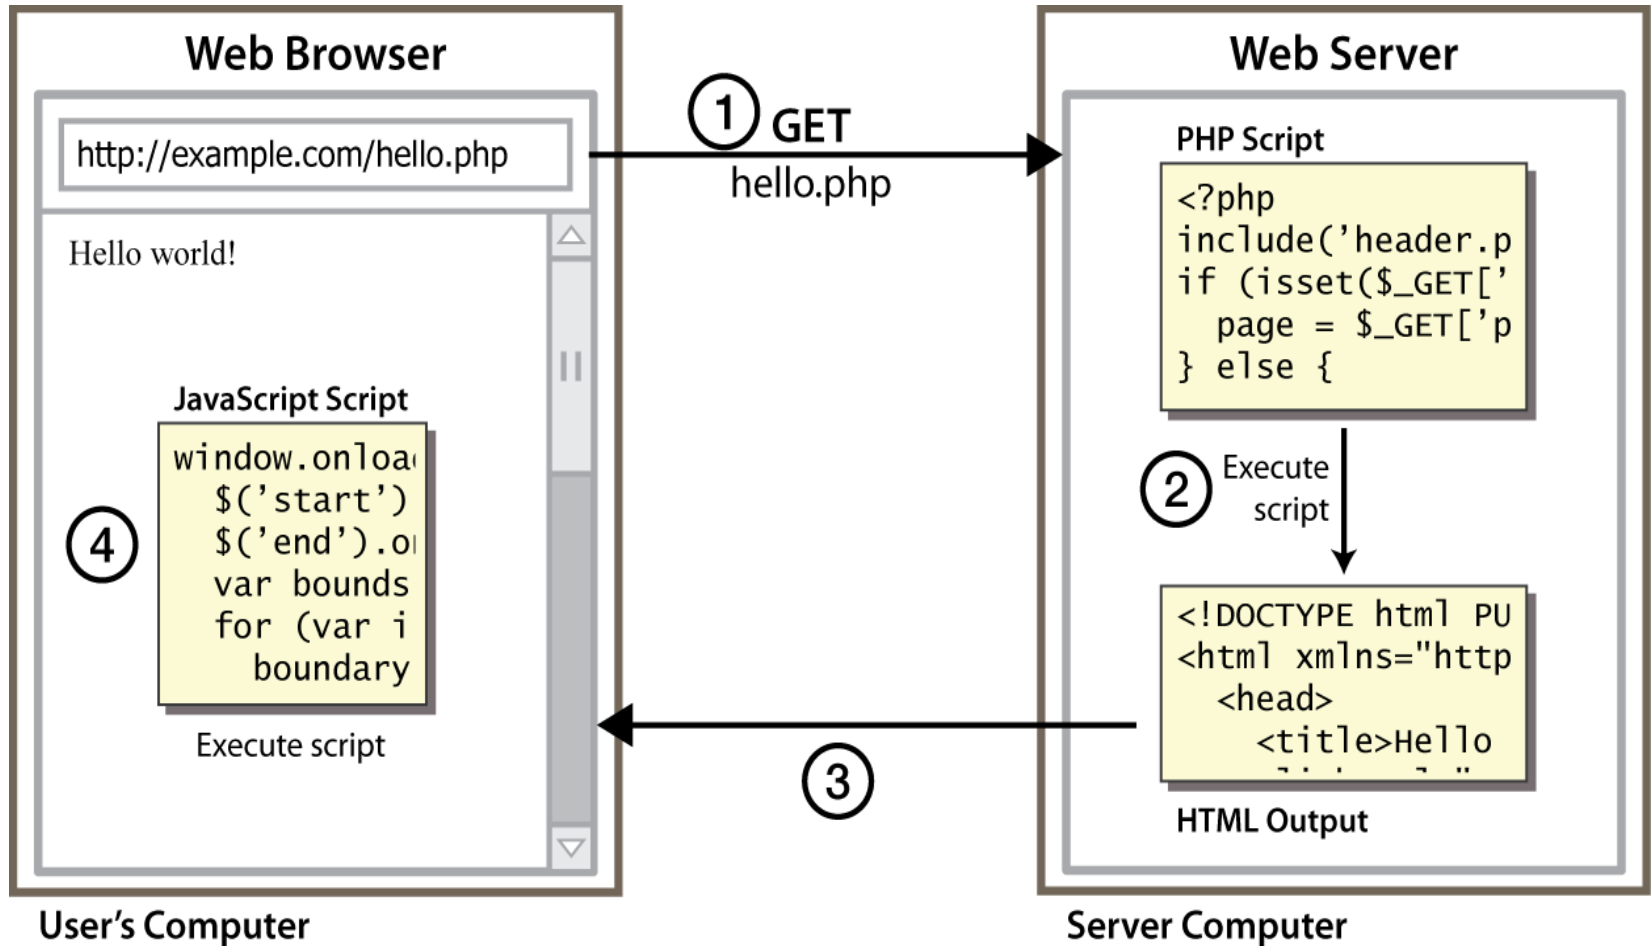 Web Browser
http://example.com/hello.php
Hello world!
JavaScript Script
window.onloa
$('start')
$('end').o
var bounds
for (var i
boundary
4
Execute script
User's Computer
1 GET
hello.php
3
Web Server
PHP Script
<?php
include('header.p
if (isset($_GET['
page = $_GET['p
} else {
2 Execute
script
<!DOCTYPE html PU
<html xmlns="http
<head>
<title>Hello
HTML Output
Server Computer